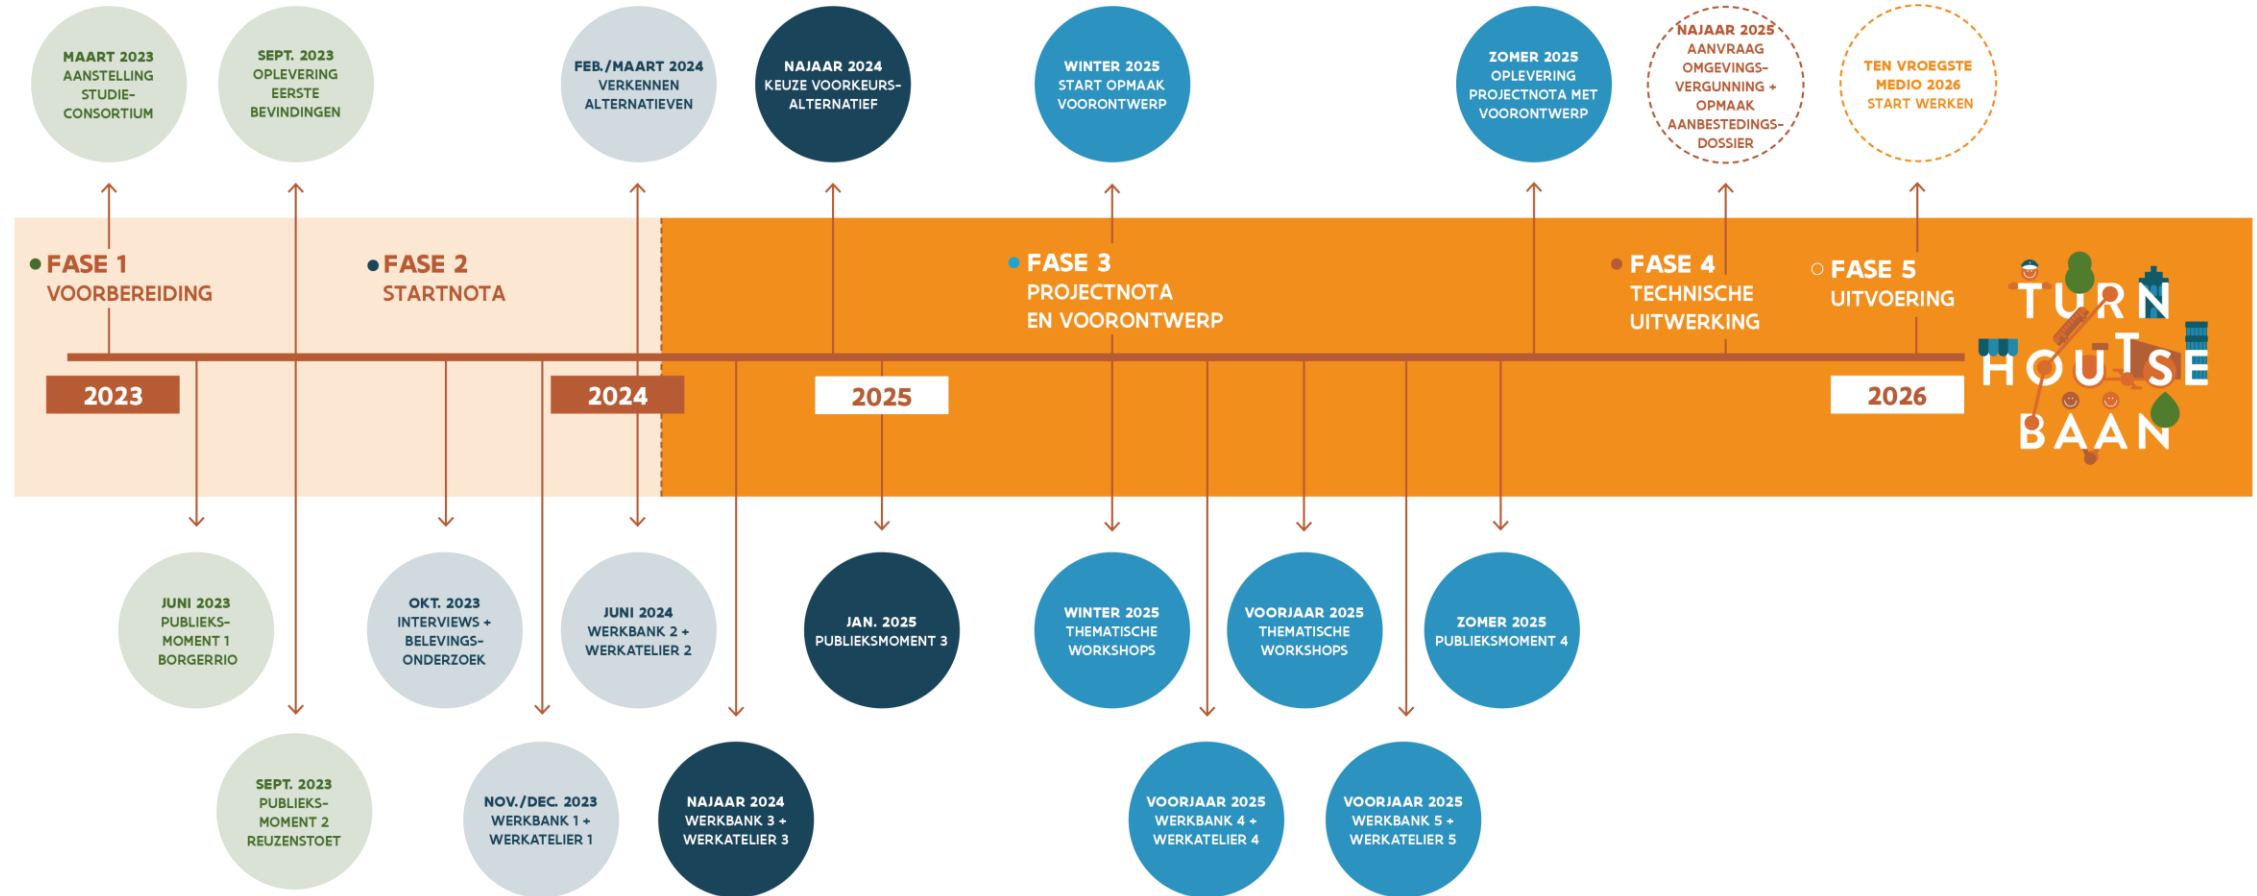 MAART 2023
AANSTELLING
STUDIE-
CONSORTIUM
SEPT. 2023
OPLEVERING
EERSTE
BEVINDINGEN
FEB./MAART 2024
VERKENNEN
ALTERNATIEVEN
NAJAAR 2024
KEUZE VOORKEURS-
ALTERNATIEF
WINTER 2025
START OPMAAK
VOORONTWERP
ZOMER 2025
OPLEVERING
PROJECTNOTA MET
VOORONTWERP
NAJAAR 2025
AANVRAAG
OMGEVINGS-
VERGUNNING +
OPMAAK
AANBESTEDINGS-
DOSSIER
TEN VROEGSTE
MEDIO 2026
START WERKEN
FASE 1
VOORBEREIDING
FASE 2
STARTNOTA
FASE 3
PROJECTNOTA
EN VOORONTWERP
FASE 4
TECHNISCHE
UITWERKING
FASE 5
UITVOERING
TURN
HOUTSE
BAAN
2023
2024
2025
2026
JUNI 2023
PUBLIEKS-
MOMENT 1
BORGERRIO
OKT. 2023
INTERVIEWS +
BELEVINGS-
ONDERZOEK
JUNI 2024
WERKBANK 2 +
WERKATELIER 2
JAN. 2025
PUBLIEKSMOMENT 3
WINTER 2025
THEMATISCHE
WORKSHOPS
VOORJAAR 2025
THEMATISCHE
WORKSHOPS
ZOMER 2025
PUBLIEKSMOMENT 4
SEPT. 2023
PUBLIEKS-
MOMENT 2
REUZENSTOET
NOV./DEC. 2023
WERKBANK 1 +
WERKATELIER 1
NAJAAR 2024
WERKBANK 3 +
WERKATELIER 3
VOORJAAR 2025
WERKBANK 4 +
WERKATELIER 4
VOORJAAR 2025
WERKBANK 5 +
WERKATELIER 5